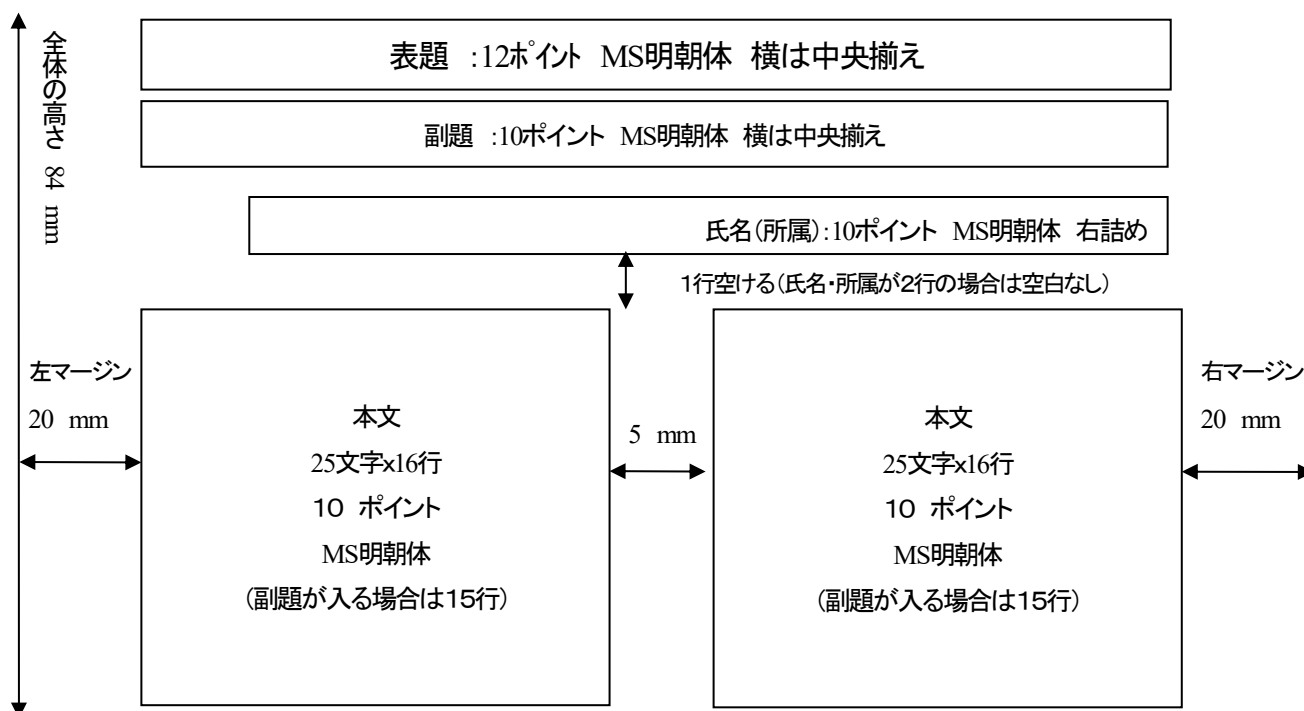 全体の高さ 84 mm
表題 :12ポイント MS明朝体 横は中央揃え
副題 :10ポイント MS明朝体 横は中央揃え
氏名(所属):10ポイント MS明朝体 右詰め
1行空ける(氏名・所属が2行の場合は空白なし)
左マージン
20 mm
本文
25文字x16行
10 ポイント
MS明朝体
(副題が入る場合は15行)
5 mm
本文
25文字x16行
10 ポイント
MS明朝体
(副題が入る場合は15行)
右マージン
20 mm